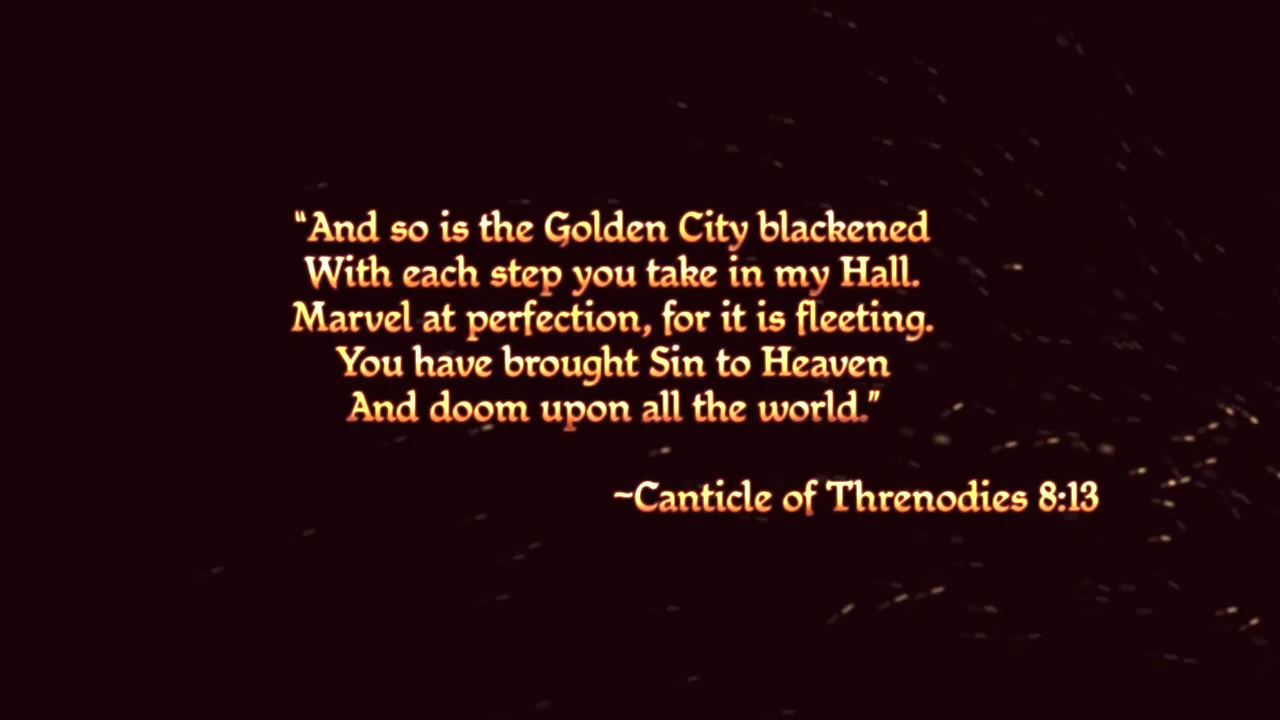 "And so is the Golden City blackened
With each step you take in my Hall.
Marvel at perfection, for it is fleeting.
You have brought Sin to Heaven
And doom upon all the world."
~Canticle of Threnodies 8:13